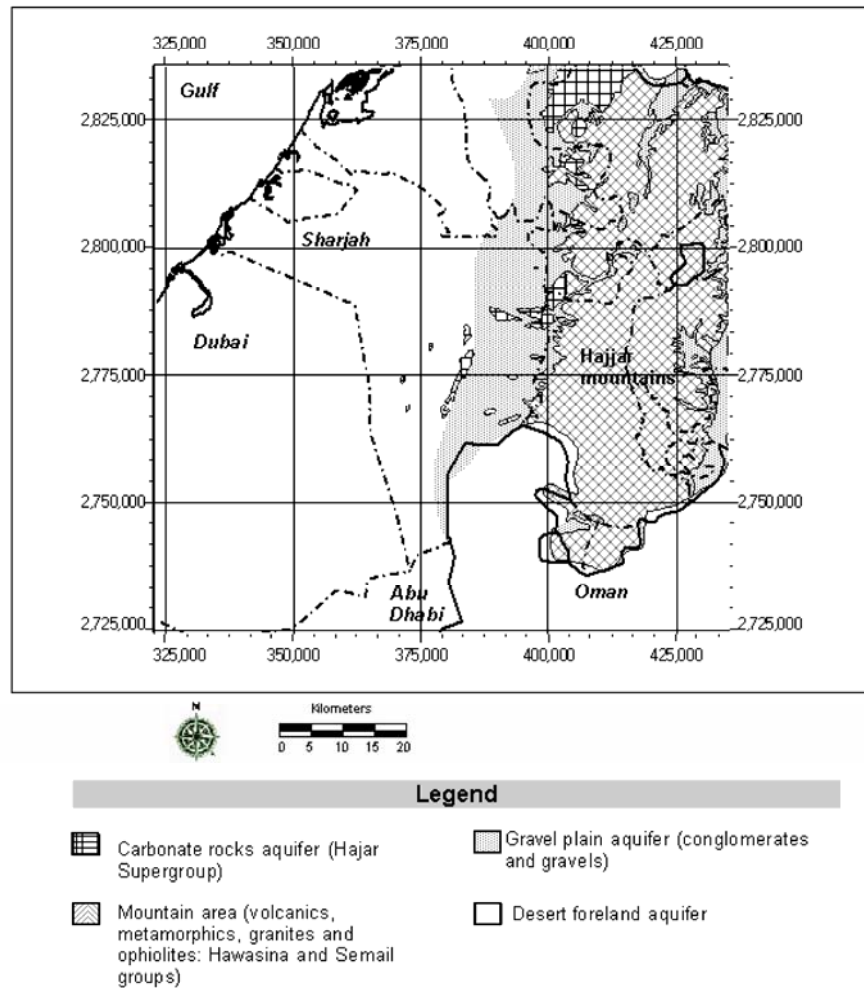 325,000 350,000 375,000 400,000 425,000
Gulf
2,825,000 2,825,000
Sharjah
2,800,000 2,800,000
Dubai
Hajjar
mountains
2,775,000 2,775,000
2,750,000 2,750,000
Abu
Dhabi
Oman
2,725,000 2,725,000
325,000 350,000 375,000 400,000 425,000
N
Kilometers
0 5 10 15 20
Legend
Carbonate rocks aquifer (Hajar
Supergroup)
Mountain area (volcanics,
metamorphics, granites and
ophiolites: Hawasina and Semail
groups)
Gravel plain aquifer (conglomerates
and gravels)
Desert foreland aquifer